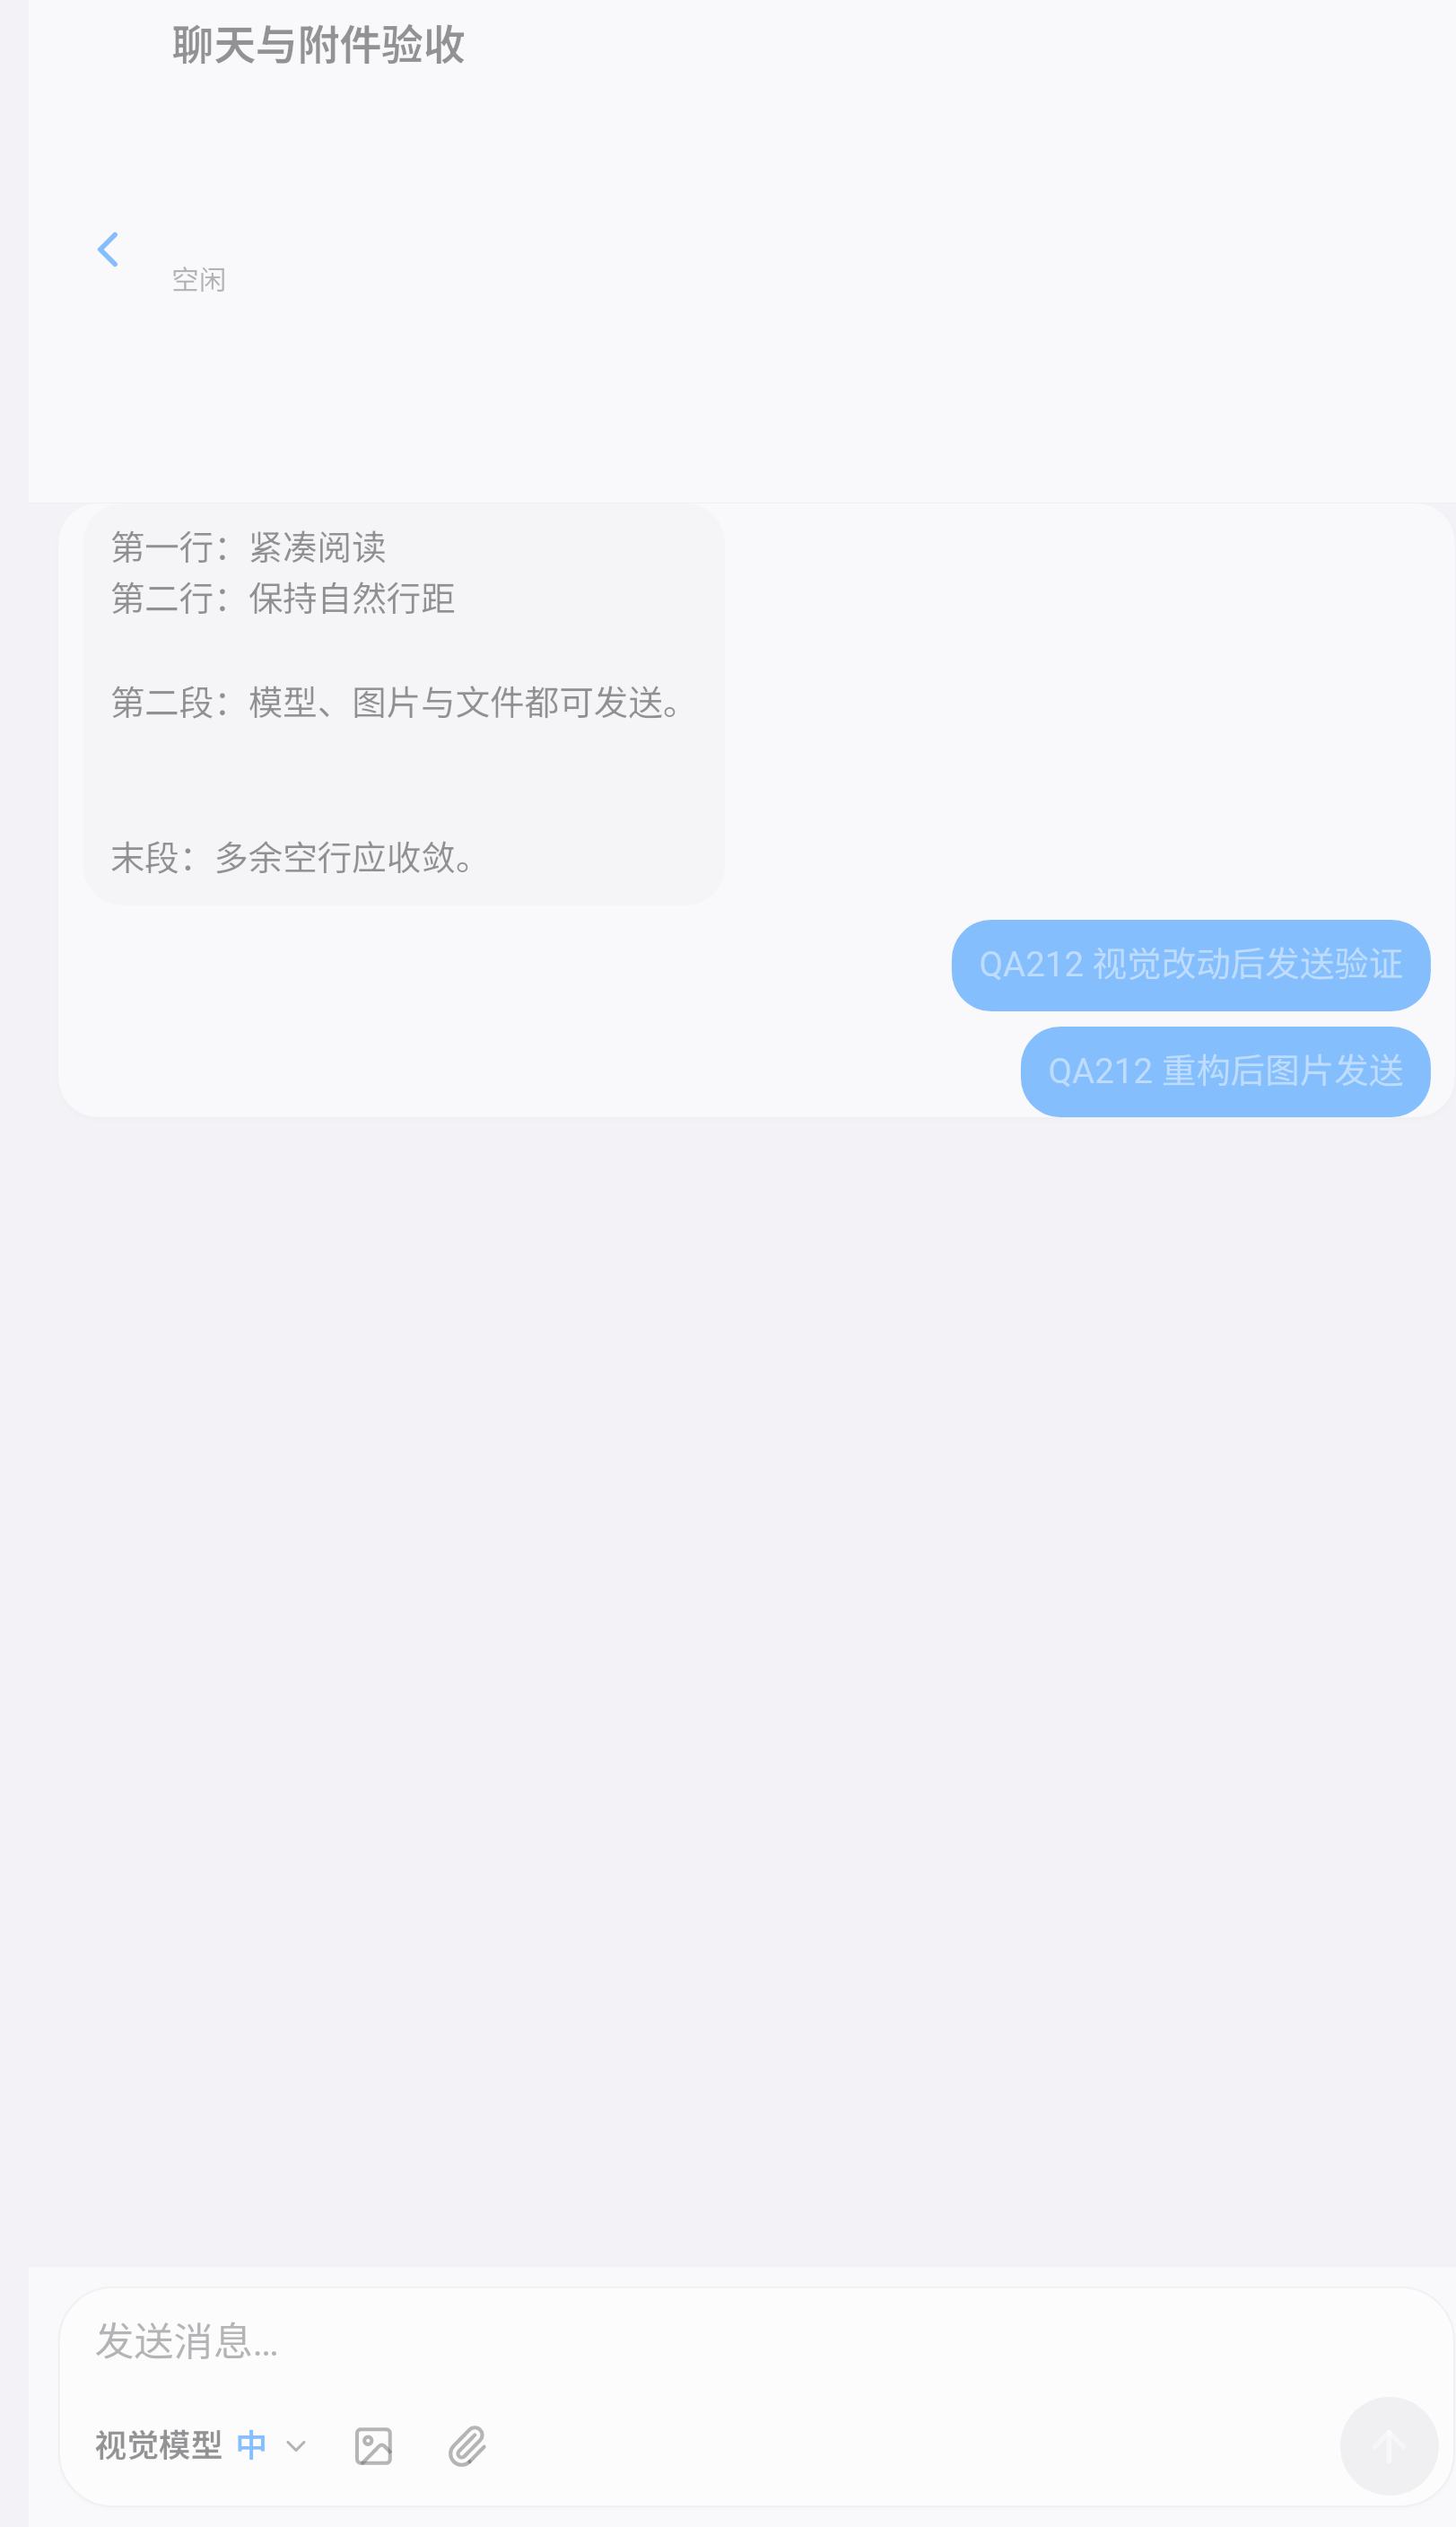 聊天与附件验收
空闲
第一行：紧凑阅读
第二行：保持自然行距
第二段：模型、图片与文件都可发送。
末段：多余空行应收敛。
QA212 视觉改动后发送验证
QA212 重构后图片发送
发送消息…
视觉模型 中